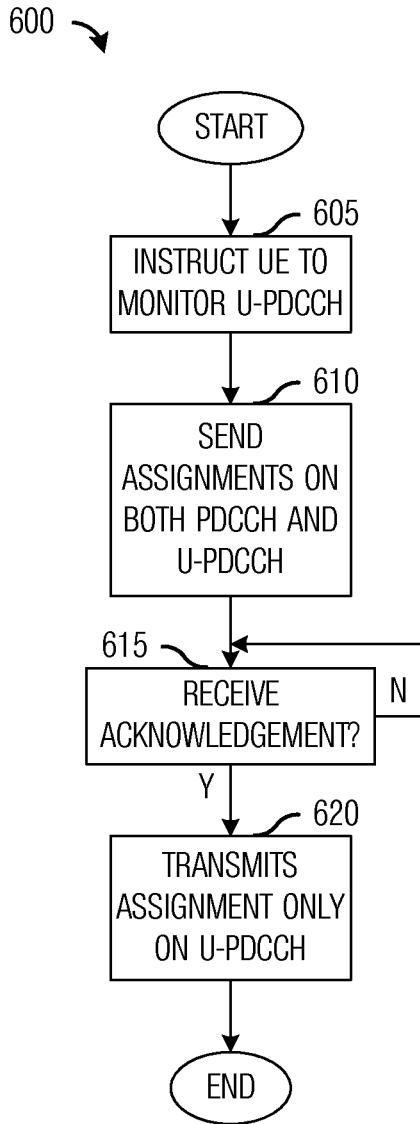 600
START
605
INSTRUCT UE TO
MONITOR U-PDCCH
610
SEND
ASSIGNMENTS ON
BOTH PDCCH AND
U-PDCCH
615
RECEIVE
ACKNOWLEDGEMENT?
N
Y
620
TRANSMITS
ASSIGNMENT ONLY
ON U-PDCCH
END